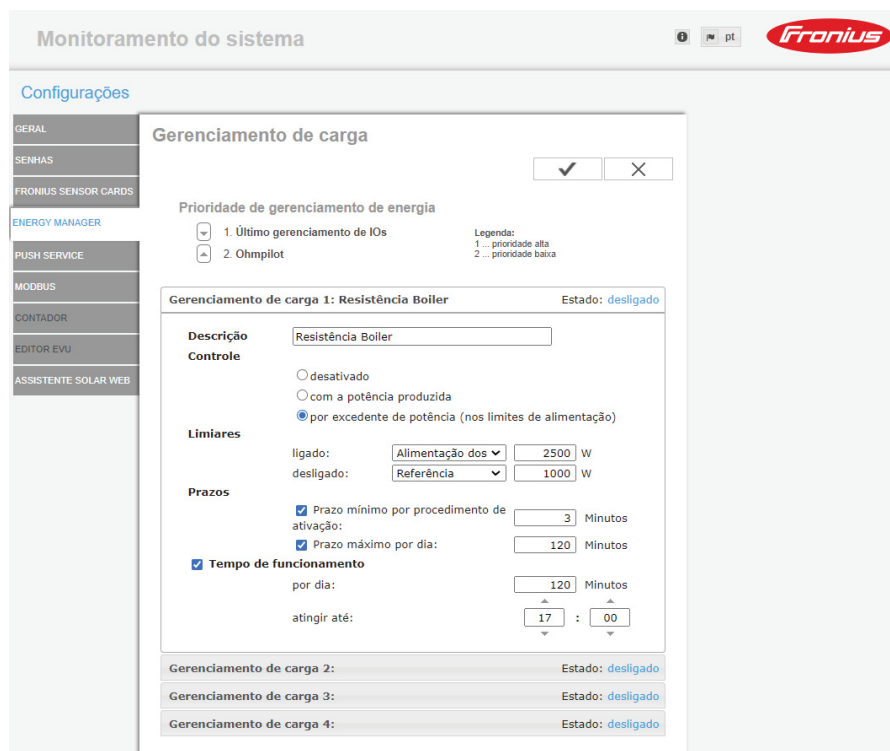 Monitoramento do sistema
pt
Fronius
Configurações
GERAL
SENHAS
FRONIUS SENSOR CARDS
ENERGY MANAGER
PUSH SERVICE
MODBUS
CONTADOR
EDITOR EVU
ASSISTENTE SOLAR WEB
Gerenciamento de carga
Prioridade de gerenciamento de energia
1. Último gerenciamento de IOs
2. Ohmpilot
Legenda:
1 ... prioridade alta
2 ... prioridade baixa
Gerenciamento de carga 1: Resistência Boiler Estado: desligado
Descrição Resistência Boiler
Controle
desativado
com a potência produzida
por excedente de potência (nos limites de alimentação)
Limiares
ligado: Alimentação dos 2500 W
desligado: Referência 1000 W
Prazos
Prazo mínimo por procedimento de
ativação: 3 Minutos
Prazo máximo por dia: 120 Minutos
Tempo de funcionamento
por dia: 120 Minutos
atingir até: 17 : 00
Gerenciamento de carga 2: Estado: desligado
Gerenciamento de carga 3: Estado: desligado
Gerenciamento de carga 4: Estado: desligado